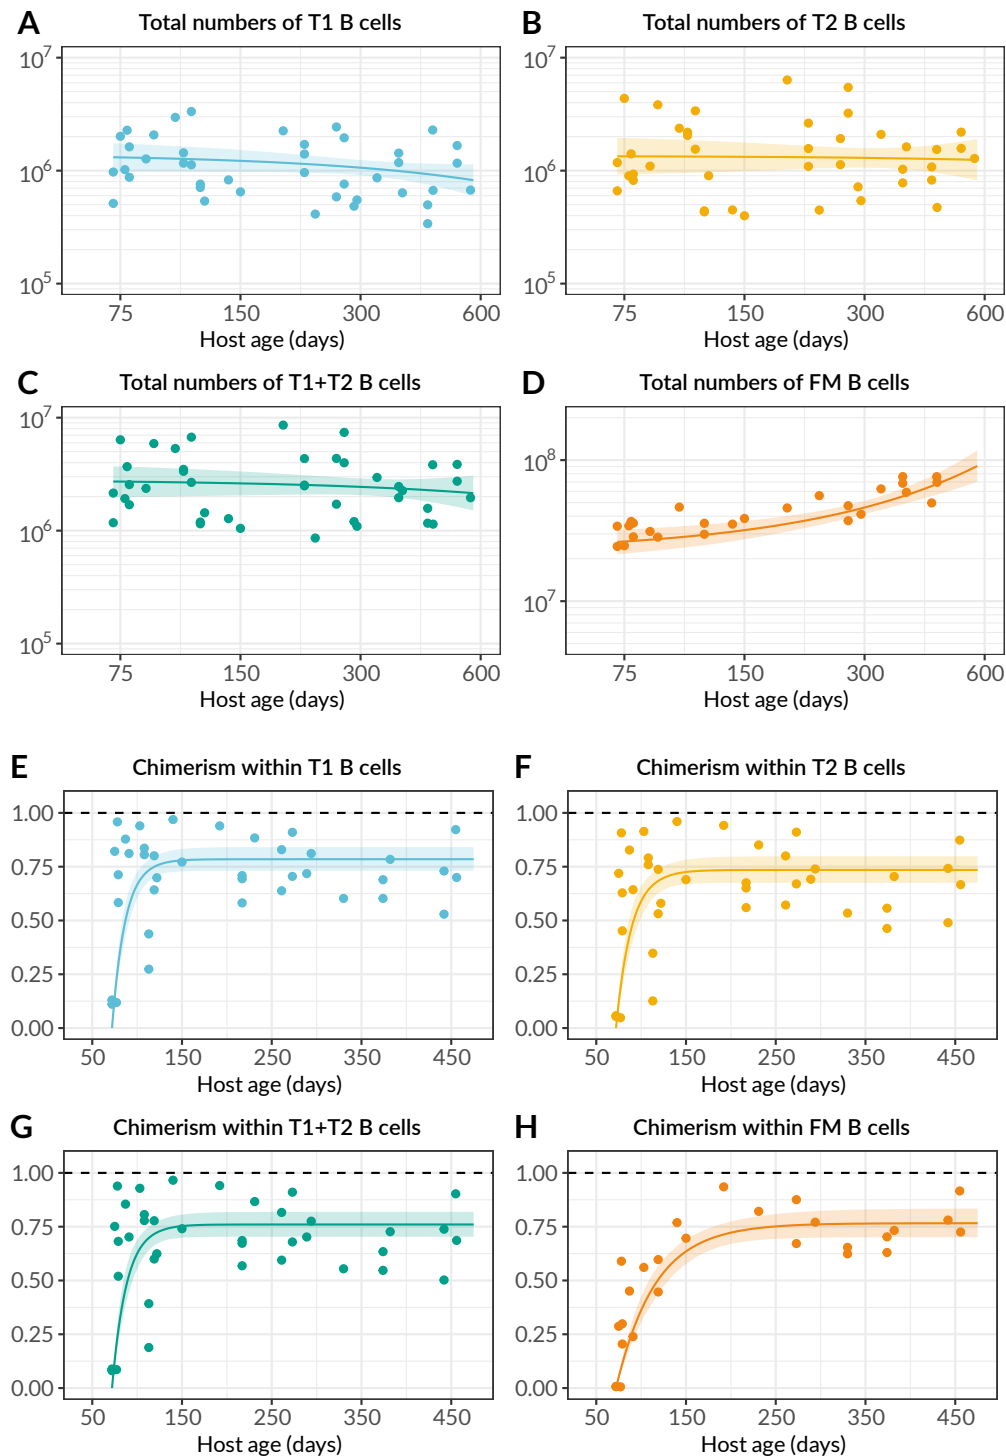 A Total numbers of T1 B cells
B Total numbers of T2 B cells
10^7
10^6
10^5
75 150 300 600
Host age (days)
10^7
10^6
10^5
75 150 300 600
Host age (days)
C Total numbers of T1+T2 B cells
D Total numbers of FM B cells
10^7
10^6
10^5
75 150 300 600
Host age (days)
10^8
10^7
75 150 300 600
Host age (days)
E Chimerism within T1 B cells
F Chimerism within T2 B cells
1.00
0.75
0.50
0.25
0.00
50 150 250 350 450
Host age (days)
1.00
0.75
0.50
0.25
0.00
50 150 250 350 450
Host age (days)
G Chimerism within T1+T2 B cells
H Chimerism within FM B cells
1.00
0.75
0.50
0.25
0.00
50 150 250 350 450
Host age (days)
1.00
0.75
0.50
0.25
0.00
50 150 250 350 450
Host age (days)